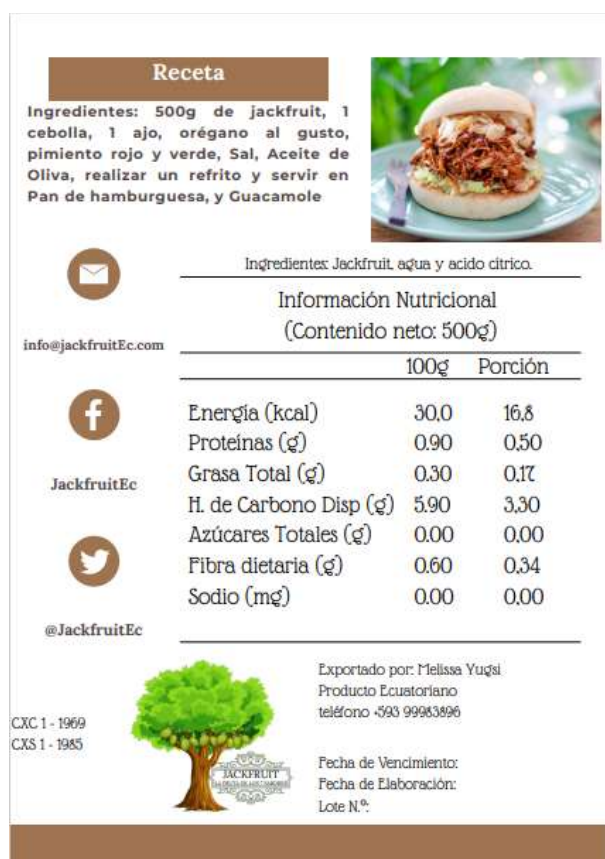 Receta
Ingredientes: 500g de jackfruit, 1
cebolla, 1 ajo, orégano al gusto,
pimiento rojo y verde, Sal, Aceite de
Oliva, realizar un refrito y servir en
Pan de hamburguesa, y Guacamole
info@jackfruitEc.com
JackfruitEc
@JackfruitEc
Ingredientes: Jackfruit, agua y acido citrico.
Información Nutricional
(Contenido neto: 500g)
100g Porción
Energía (kcal) 30,0 16,8
Proteínas (g) 0.90 0,50
Grasa Total (g) 0.30 0,17
H. de Carbono Disp (g) 5.90 3,30
Azúcares Totales (g) 0.00 0,00
Fibra dietaria (g) 0.60 0,34
Sodio (mg) 0.00 0,00
CXC 1 - 1969
CXS 1 - 1985
JACKFRUIT
Exportado por: Melissa Yugsi
Producto Ecuatoriano
teléfono +593 99983896
Fecha de Vencimiento:
Fecha de Elaboración:
Lote N.º: